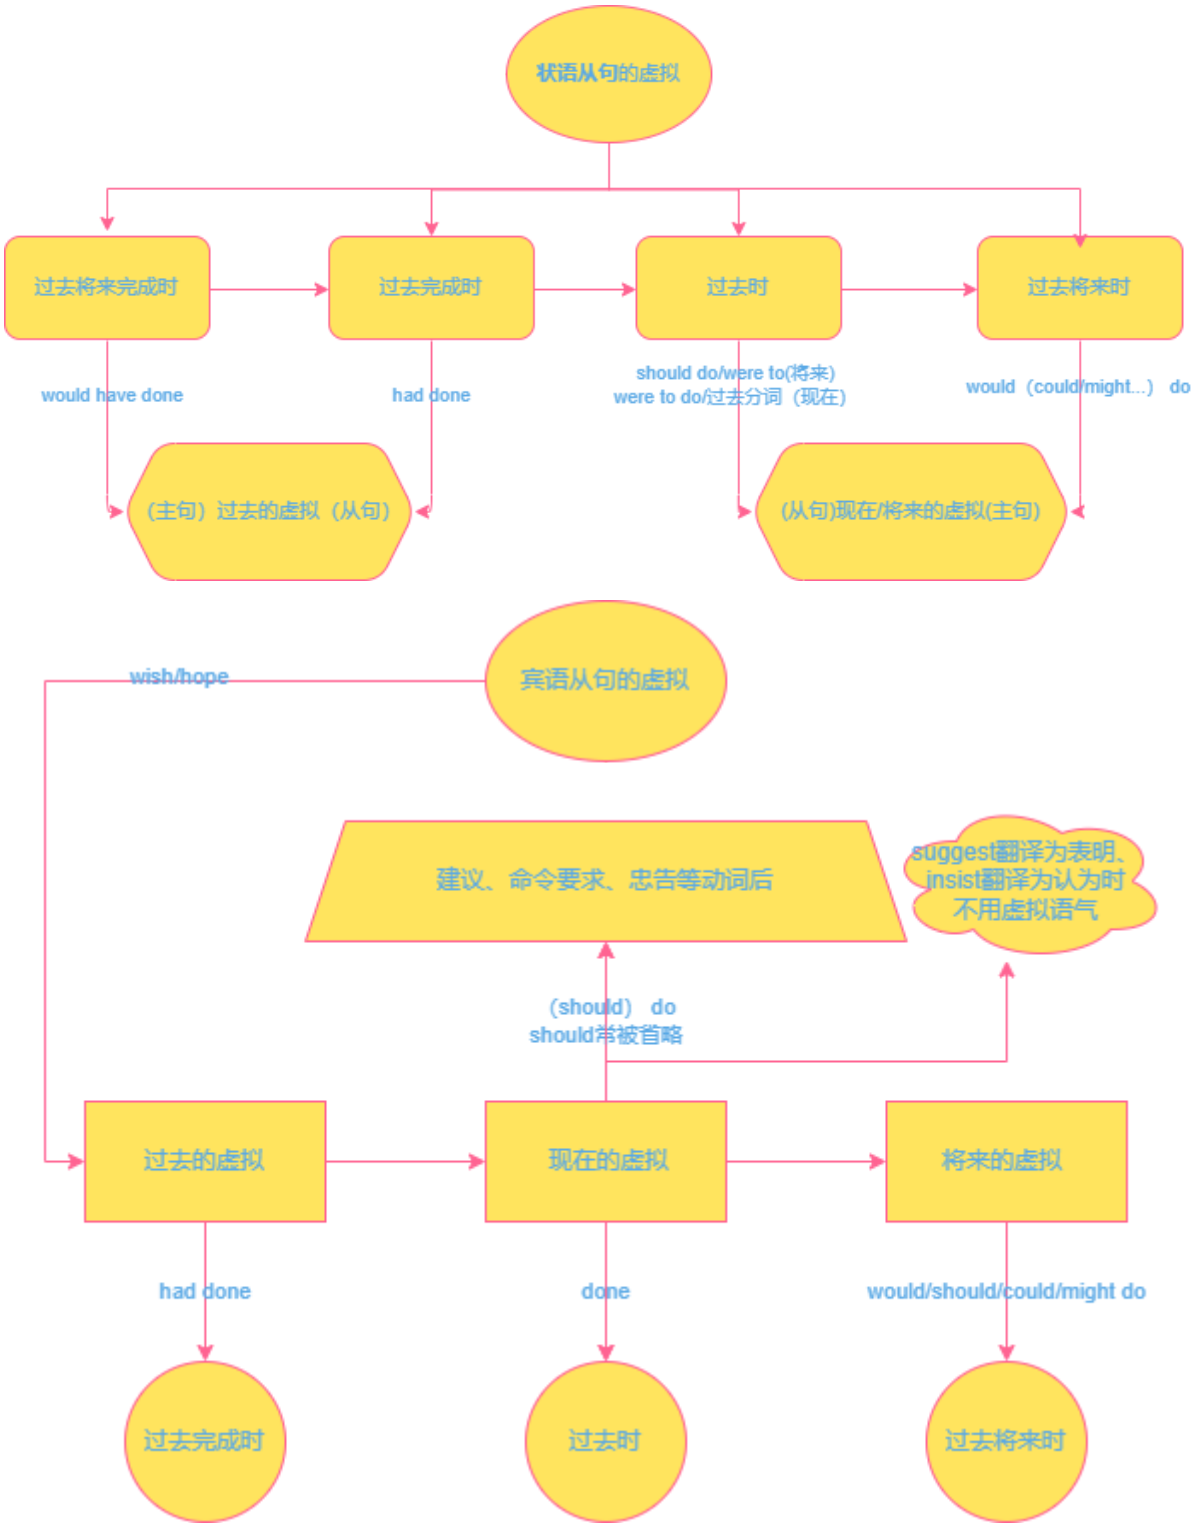 状语从句的虚拟
过去将来完成时
过去完成时
过去时
过去将来时
would have done
had done
should do/were to(将来)
were to do/过去分词（现在）
would（could/might...） do
（主句）过去的虚拟（从句）
(从句)现在/将来的虚拟(主句)
wish/hope
宾语从句的虚拟
建议、命令要求、忠告等动词后
suggest翻译为表明、
insist翻译为认为时
不用虚拟语气
（should） do
should常被省略
过去的虚拟
现在的虚拟
将来的虚拟
had done
done
would/should/could/might do
过去完成时
过去时
过去将来时